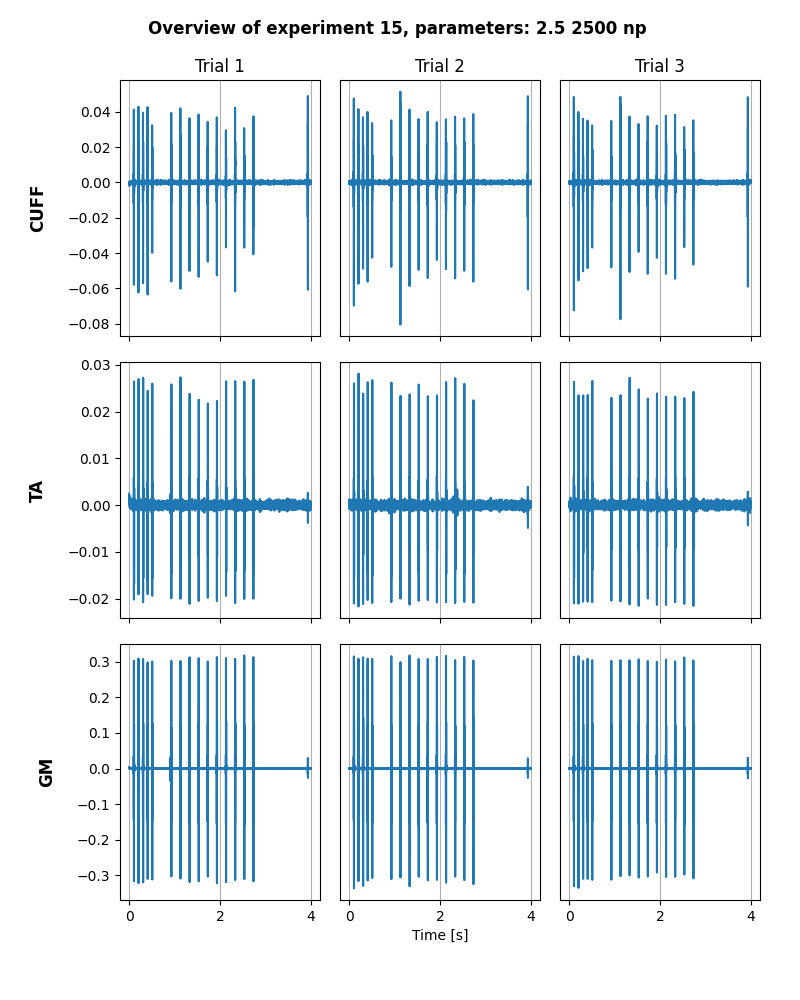 Overview of experiment 15, parameters: 2.5 2500 np
Trial 1 Trial 2 Trial 3
0.04
0.02
0.00
−0.02
−0.04
−0.06
−0.08
CUFF
0.03
0.02
0.01
0.00
−0.01
−0.02
TA
0.3
0.2
0.1
0.0
−0.1
−0.2
−0.3
GM
0 2 4 0 2 4 0 2 4
Time [s]